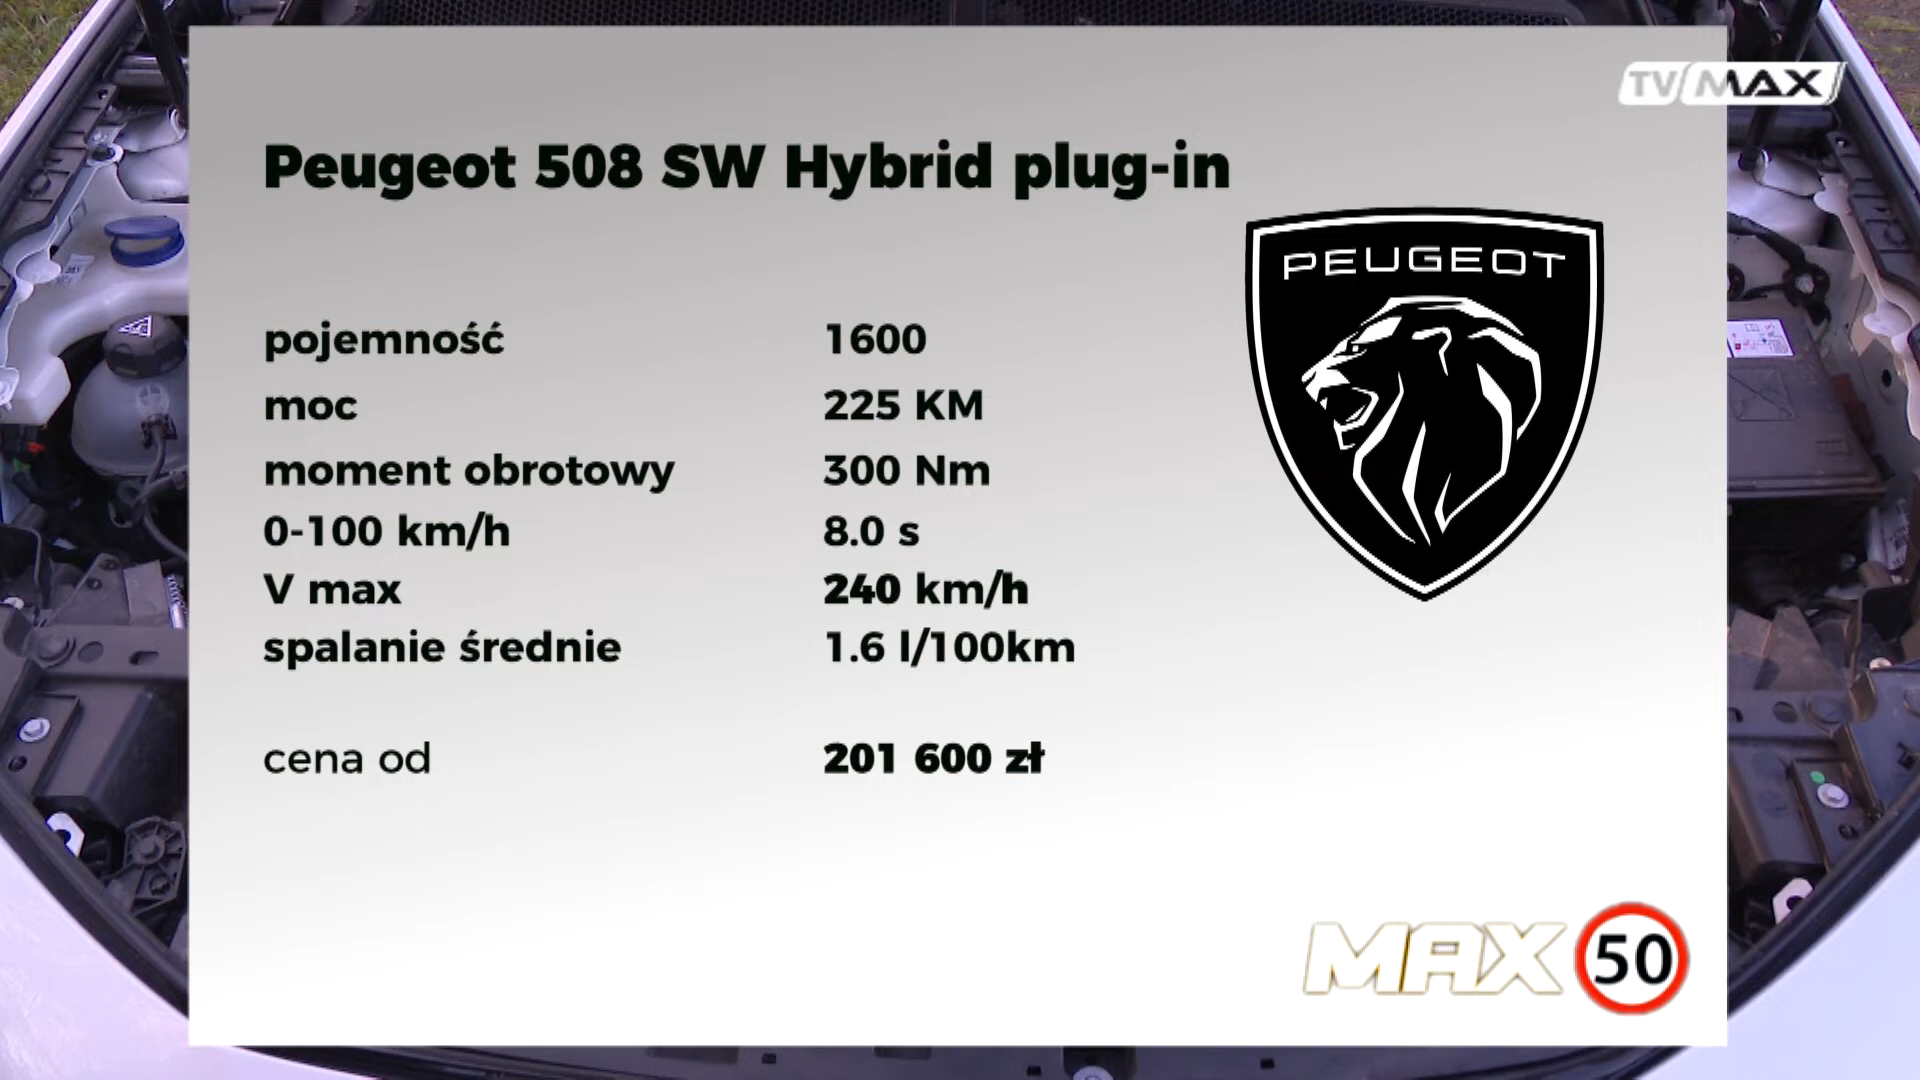 TV MAX
Peugeot 508 SW Hybrid plug-in
PEUGEOT
pojemność 1600
moc 225 KM
moment obrotowy 300 Nm
0-100 km/h 8.0 s
V max 240 km/h
spalanie średnie 1.6 l/100km
cena od 201 600 zł
MAX 50